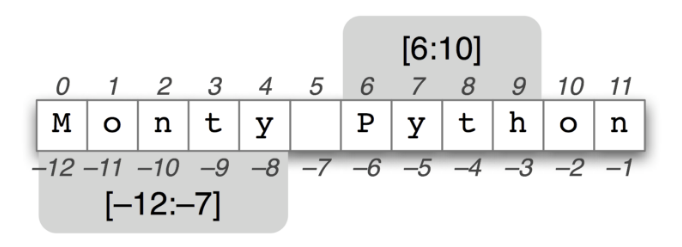 [6:10]
0 1 2 3 4 5 6 7 8 9 10 11
M o n t y P y t h o n
–12 –11 –10 –9 –8 –7 –6 –5 –4 –3 –2 –1
[–12:–7]